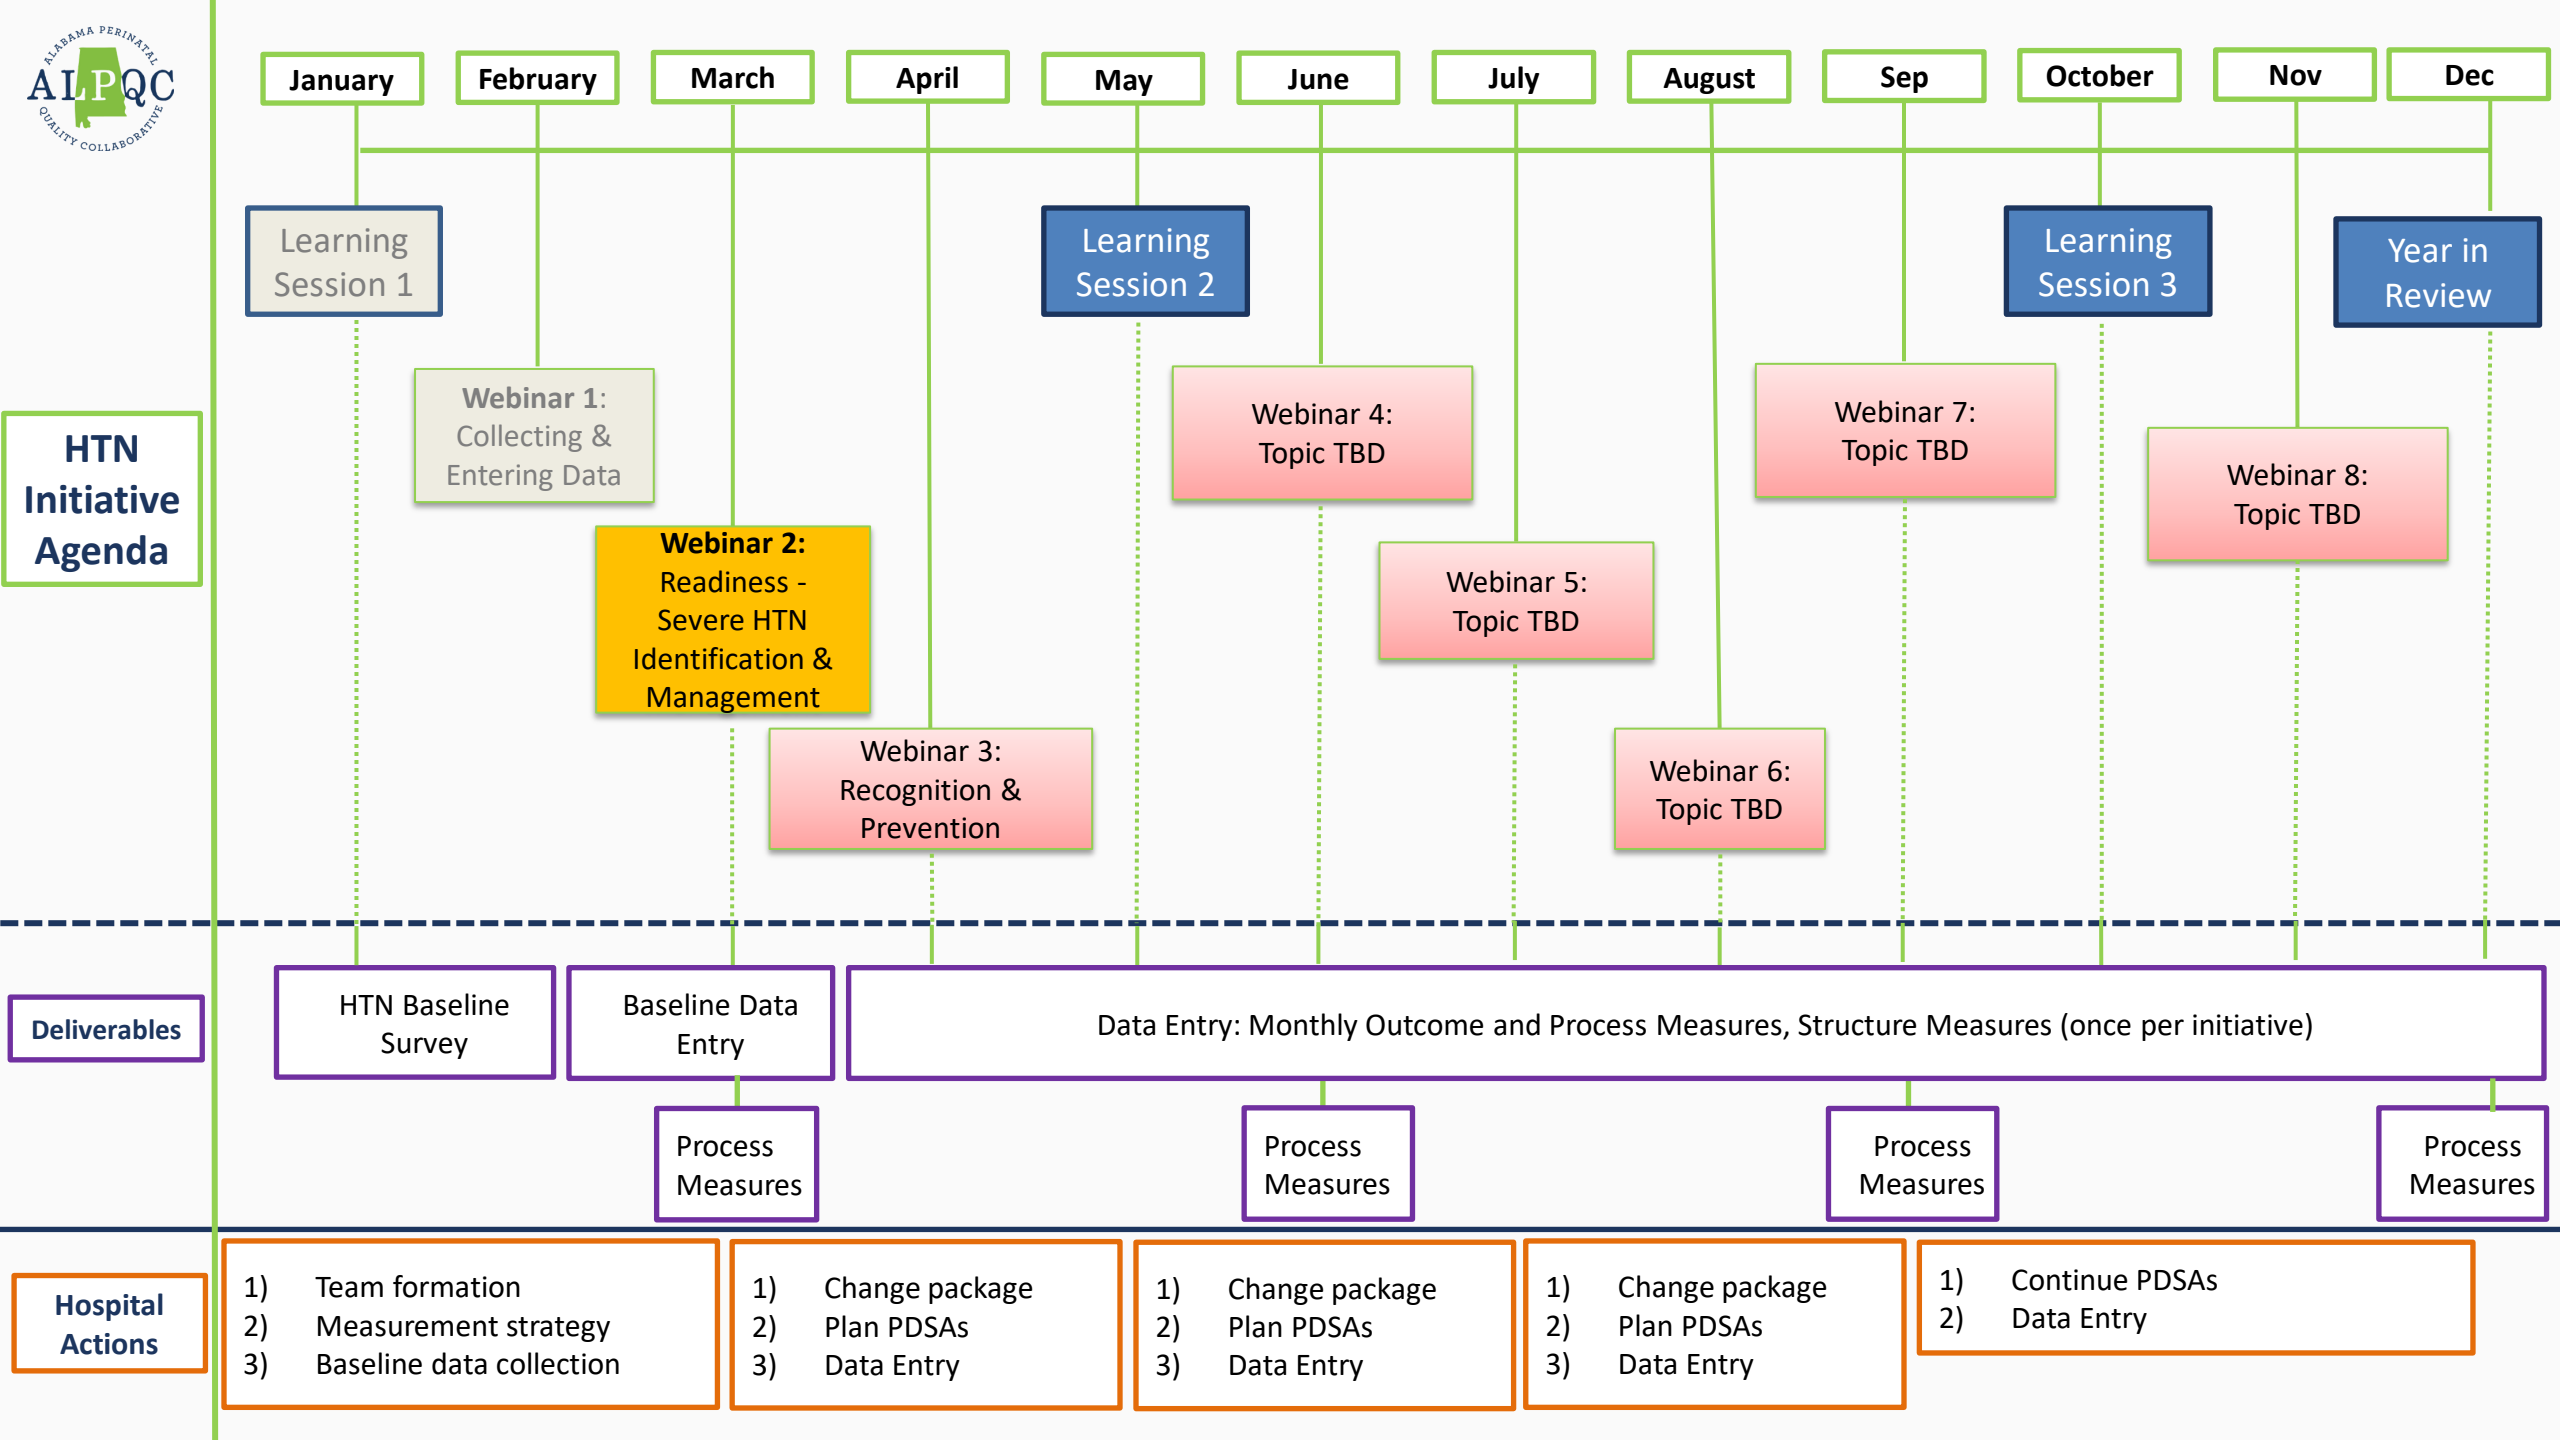 ALABAMA PERINATAL
ALPQC
QUALITY COLLABORATIVE
January
February
March
April
May
June
July
August
Sep
October
Nov
Dec
HTN
Initiative
Agenda
Learning
Session 1
Learning
Session 2
Learning
Session 3
Year in
Review
Webinar 1:
Collecting &
Entering Data
Webinar 2:
Readiness -
Severe HTN
Identification &
Management
Webinar 3:
Recognition &
Prevention
Webinar 4:
Topic TBD
Webinar 5:
Topic TBD
Webinar 6:
Topic TBD
Webinar 7:
Topic TBD
Webinar 8:
Topic TBD
Deliverables
HTN Baseline
Survey
Baseline Data
Entry
Data Entry: Monthly Outcome and Process Measures, Structure Measures (once per initiative)
Process
Measures
Process
Measures
Process
Measures
Process
Measures
Hospital
Actions
1) Team formation
2) Measurement strategy
3) Baseline data collection
1) Change package
2) Plan PDSAs
3) Data Entry
1) Change package
2) Plan PDSAs
3) Data Entry
1) Change package
2) Plan PDSAs
3) Data Entry
1) Continue PDSAs
2) Data Entry